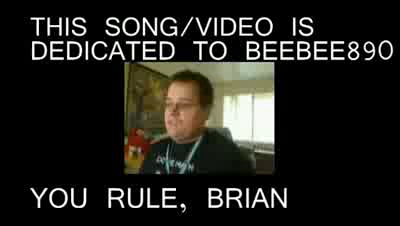 THIS SONG/VIDEO IS
DEDICATED TO BEEBEE890
YOU RULE, BRIAN